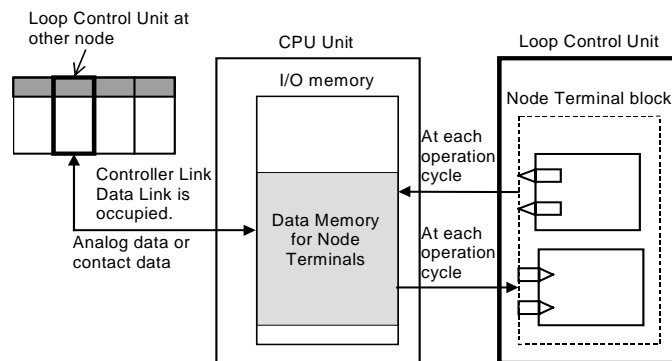 Loop Control Unit at
other node
CPU Unit
Loop Control Unit
I/O memory
Node Terminal block
At each
operation
cycle
Controller Link
Data Link is
occupied.
Analog data or
contact data
Data Memory
for Node
Terminals
At each
operation
cycle